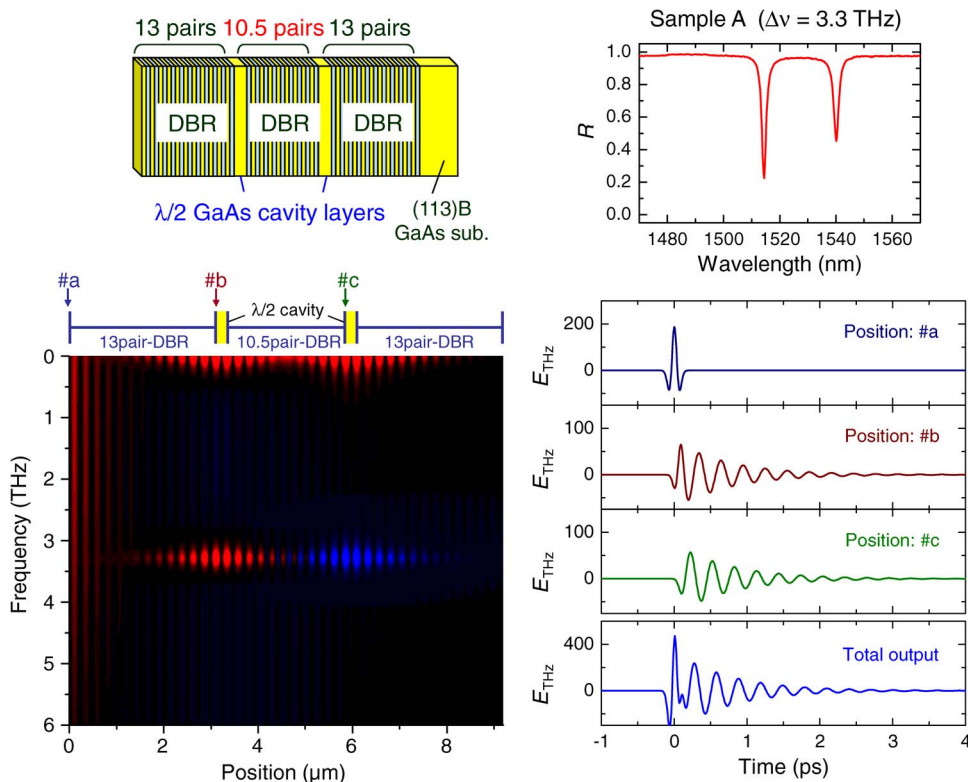 13 pairs 10.5 pairs 13 pairs
DBR DBR DBR
λ/2 GaAs cavity layers
(113)B
GaAs sub.
Sample A (Δν = 3.3 THz)
1.0
0.8
0.6
0.4
0.2
0.0
R
1480 1500 1520 1540 1560
Wavelength (nm)
#a #b #c
λ/2 cavity
13pair-DBR 10.5pair-DBR 13pair-DBR
0
1
2
3
4
5
6
Frequency (THz)
0 2 4 6 8
Position (μm)
200
0
E_THz
Position: #a
100
0
E_THz
Position: #b
100
0
E_THz
Position: #c
400
0
E_THz
Total output
-1 0 1 2 3 4
Time (ps)